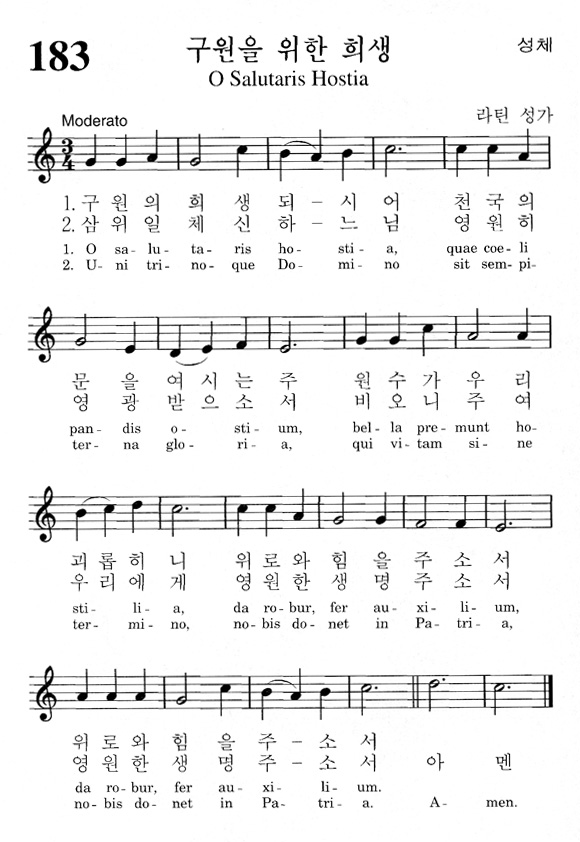 183 구원을 위한 희생 성체
O Salutaris Hostia
라틴 성가
Moderato
1. 구 원 의 희 생 되 – 시 어 천 국 의
2. 삼 위 일 체 신 하 – 느 님 영 원 히
1. O sa - lu - ta - ris ho - sti - a, quae coe - li
2. U - ni tri - no - que Do - mi - no sit sem - pi -
문 을 여 시 는 주 원 수 가 우 리
영 광 받 으 소 서 비 오 니 주 여
pan - dis o - sti - um, bel - la pre - munt ho -
ter - na glo - ri - a, qui vi - tam si - ne
괴 롭 히 니 위 로 와 힘 을 주 소 서
우 리 에 게 영 원 한 생 명 주 소 서
sti - li - a, da ro - bur, fer au - xi - li - um,
ter - mi - no, no - bis do - net in Pa - tri - a,
위 로 와 힘 을 주 – 소 서
영 원 한 생 명 주 – 소 서 아 멘
da ro - bur, fer au - xi - li - um.
no - bis do - net in Pa - tri - a. A - men.